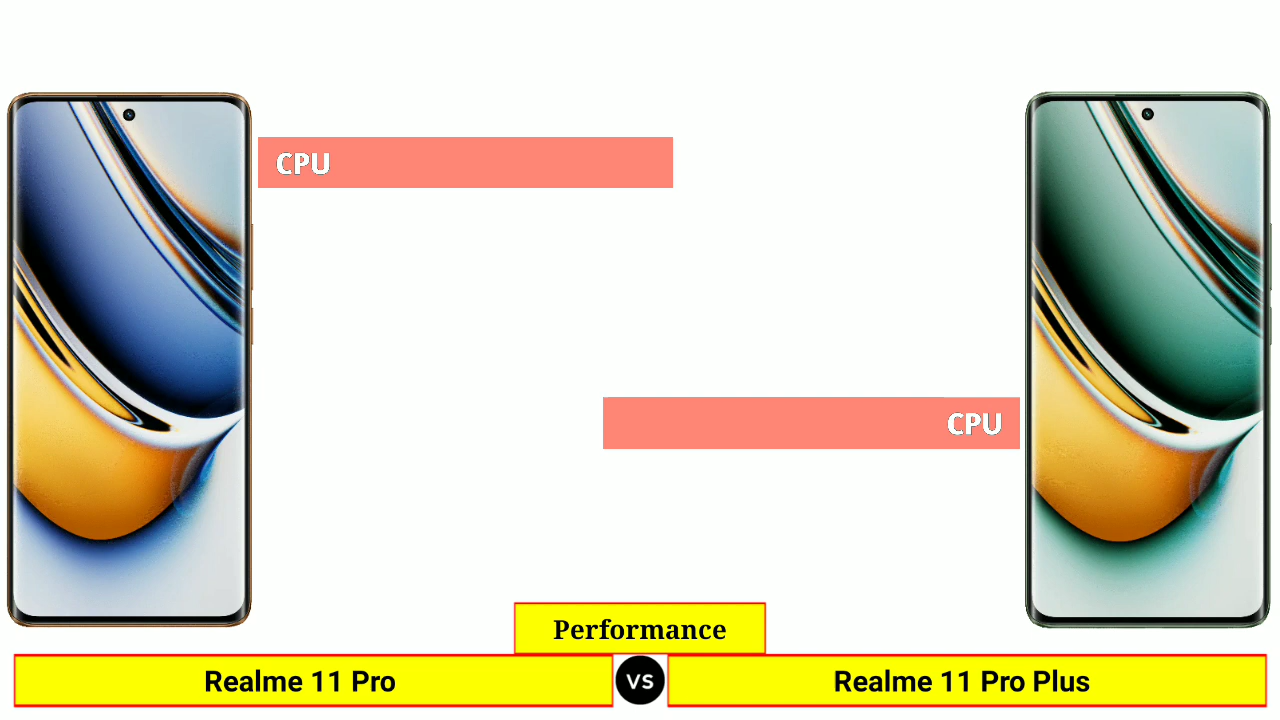 CPU
CPU
Performance
Realme 11 Pro
VS
Realme 11 Pro Plus